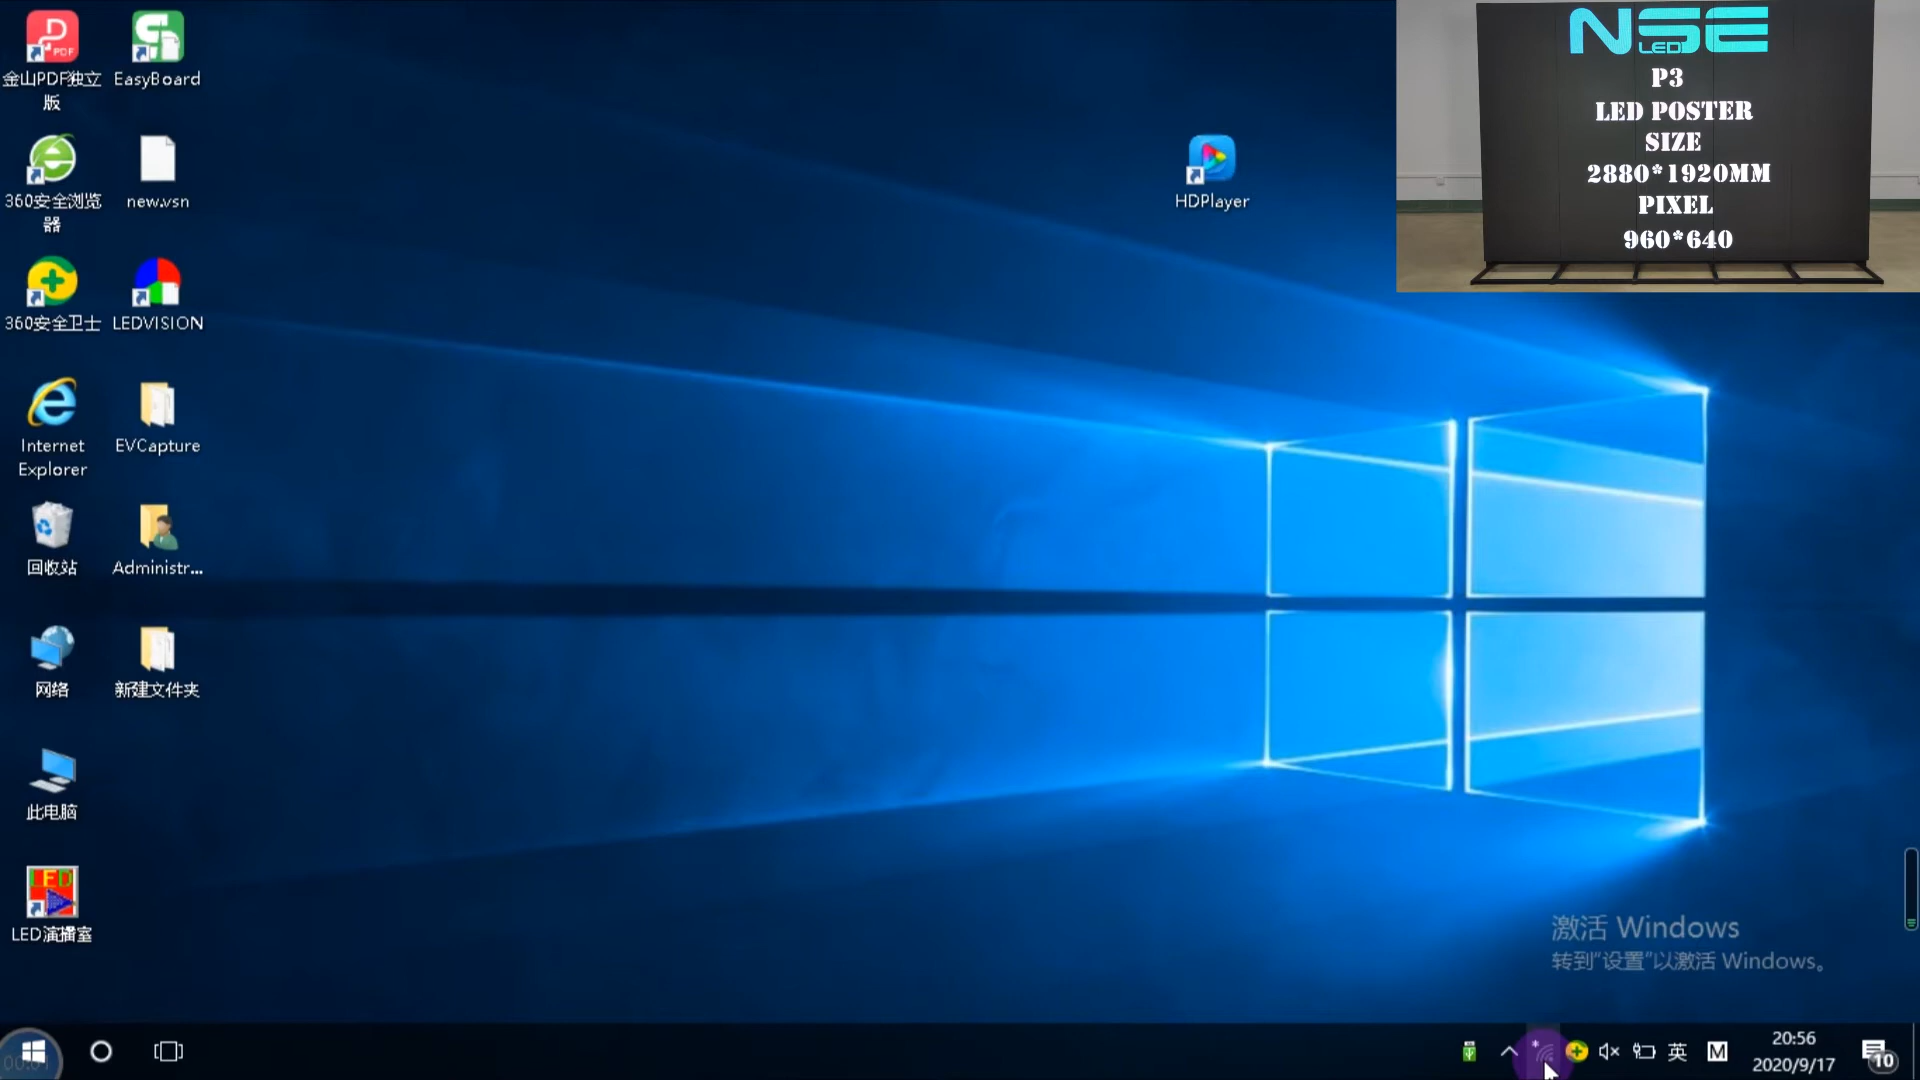 金山PDF独立
版
EasyBoard
360安全浏览
器
new.vsn
360安全卫士
LEDVISION
Internet
Explorer
EVCapture
回收站
Administr...
网络
新建文件夹
此电脑
LED演播室
HDPlayer
NSE
LED
P3
LED POSTER
SIZE
2880*1920MM
PIXEL
960*640
激活 Windows
转到“设置”以激活 Windows。
英
M
20:56
2020/9/17
10